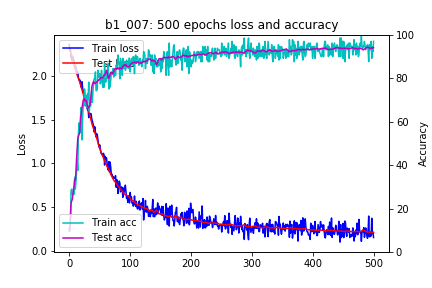 b1_007: 500 epochs loss and accuracy
Train loss
Test
Train acc
Test acc
Loss
Accuracy
2.0
1.5
1.0
0.5
0.0
100
80
60
40
20
0
0 100 200 300 400 500